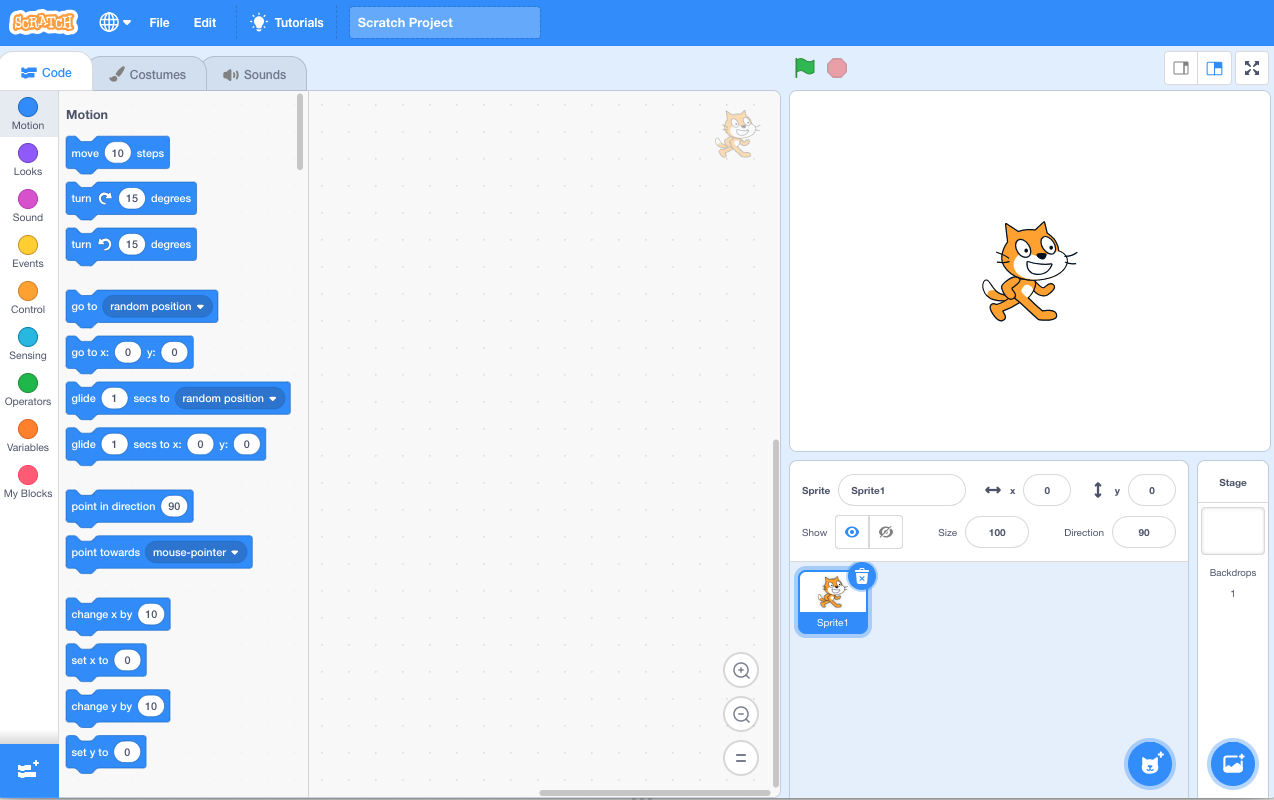 SCRATCH File Edit Tutorials Scratch Project
Code Costumes Sounds
Motion
Looks
Sound
Events
Control
Sensing
Operators
Variables
My Blocks
Motion
move 10 steps
turn 15 degrees
turn 15 degrees
go to random position
go to x: 0 y: 0
glide 1 secs to random position
glide 1 secs to x: 0 y: 0
point in direction 90
point towards mouse-pointer
change x by 10
set x to 0
change y by 10
set y to 0
Sprite Sprite1 x 0 y 0
Show Size 100 Direction 90
Sprite1
Stage
Backdrops
1